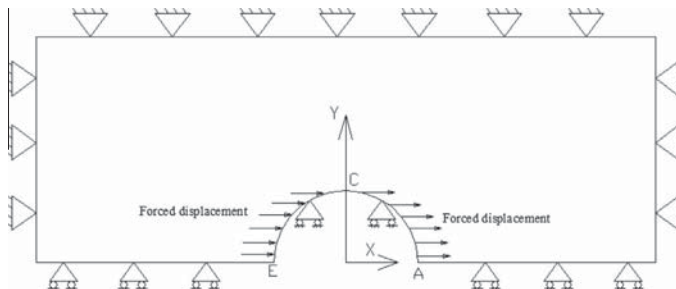 Y
C
Forced displacement
Forced displacement
X
E
A